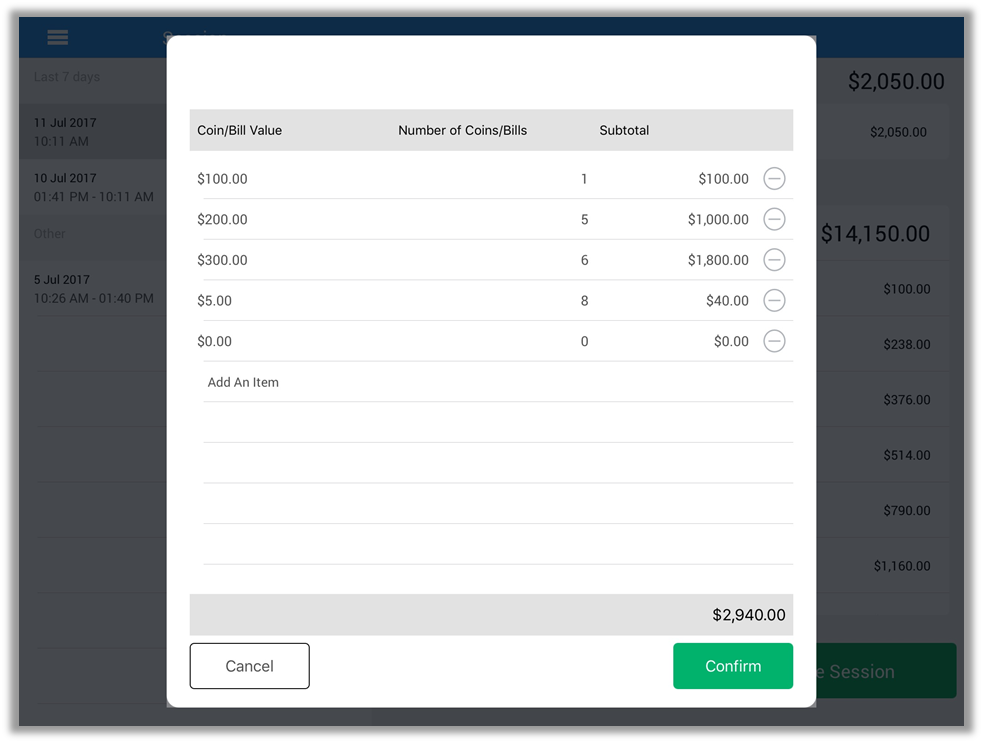 Last 7 days
$2,050.00
11 Jul 2017
10:11 AM
$2,050.00
10 Jul 2017
01:41 PM - 10:11 AM
Other
$14,150.00
5 Jul 2017
10:26 AM - 01:40 PM
$100.00
$238.00
$376.00
$514.00
$790.00
$1,160.00
Session
Coin/Bill Value Number of Coins/Bills Subtotal
$100.00 1 $100.00
$200.00 5 $1,000.00
$300.00 6 $1,800.00
$5.00 8 $40.00
$0.00 0 $0.00
Add An Item
$2,940.00
Cancel Confirm